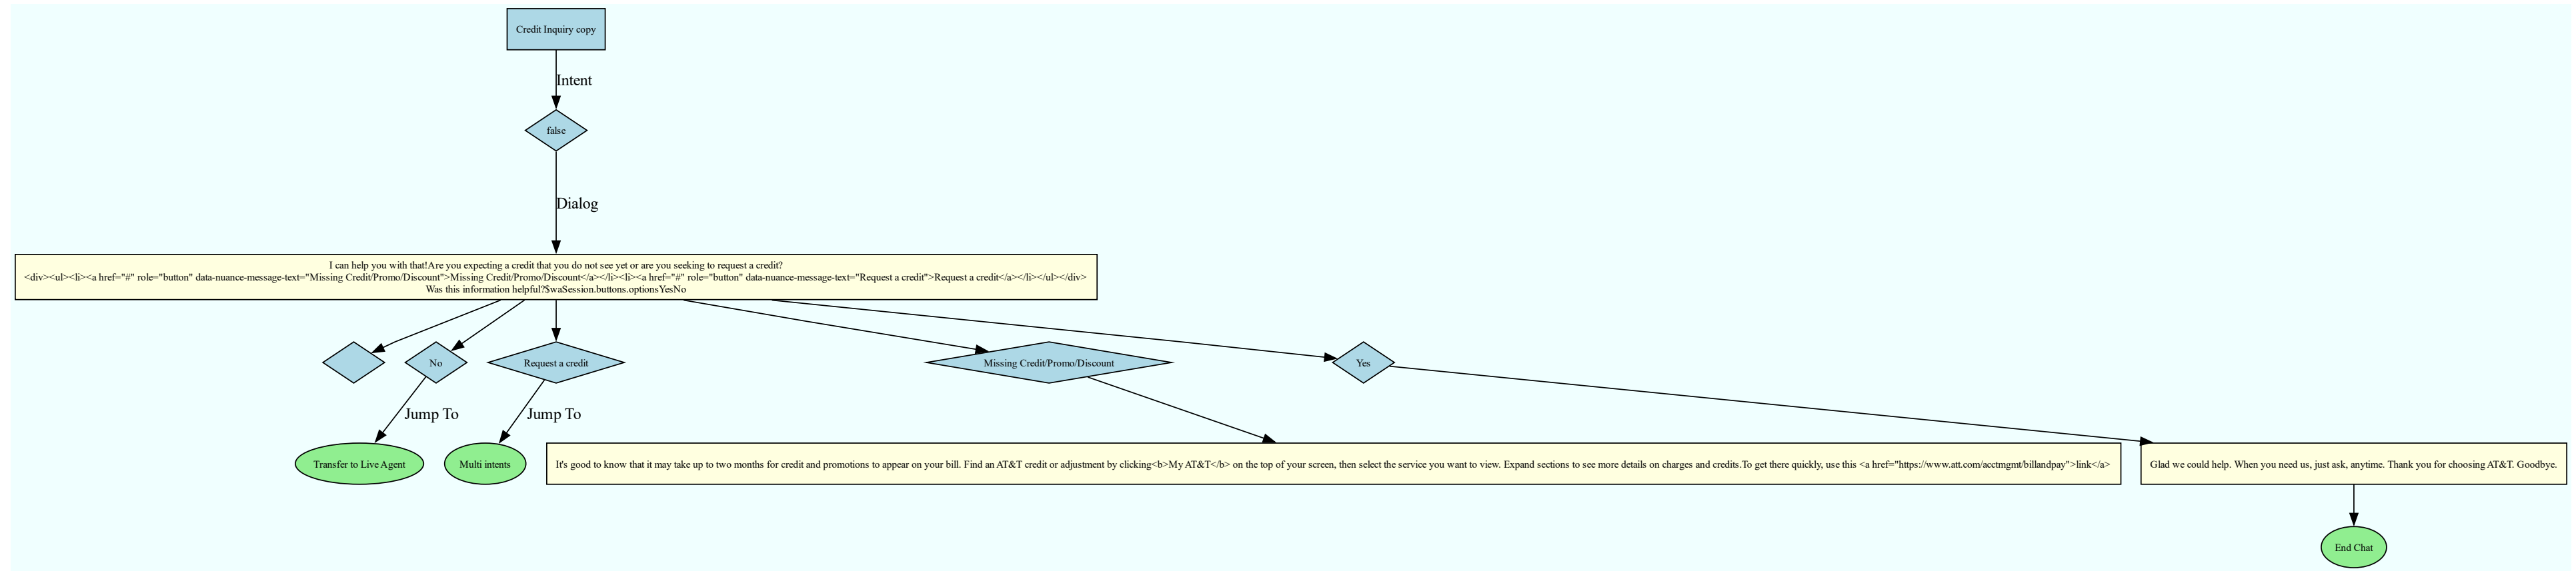 Credit Inquiry copy
Intent
false
Dialog
I can help you with that!Are you expecting a credit that you do not see yet or are you seeking to request a credit?
<div><ul><li><a href="#" role="button" data-nuance-message-text="Missing Credit/Promo/Discount">Missing Credit/Promo/Discount</a></li><li><a href="#" role="button" data-nuance-message-text="Request a credit">Request a credit</a></li></ul></div>
Was this information helpful?$waSession.buttons.optionsYesNo
No
Request a credit
Missing Credit/Promo/Discount
Yes
Jump To
Jump To
Transfer to Live Agent
Multi intents
It's good to know that it may take up to two months for credit and promotions to appear on your bill. Find an AT&T credit or adjustment by clicking<b>My AT&T</b> on the top of your screen, then select the service you want to view. Expand sections to see more details on charges and credits.To get there quickly, use this <a href="https://www.att.com/acctmgmt/billandpay">link</a>
Glad we could help. When you need us, just ask, anytime. Thank you for choosing AT&T. Goodbye.
End Chat